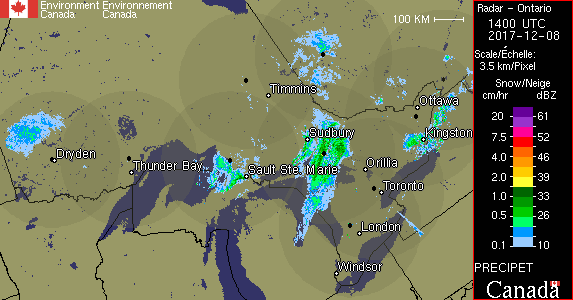 Environment Environnement
Canada Canada
100 KM
Timmins
Ottawa
Sudbury
Kingston
Dryden
Thunder Bay
Sault Ste. Marie
Orillia
Toronto
London
Windsor
Radar - Ontario
1400 UTC
2017-12-08
Scale/Échelle:
3.5 km/Pixel
Snow/Neige
cm/hr dBZ
20 61
7.5 52
4.0 46
2.0 39
1.0 33
0.5 26
0.1 10
PRECIPET
Canada